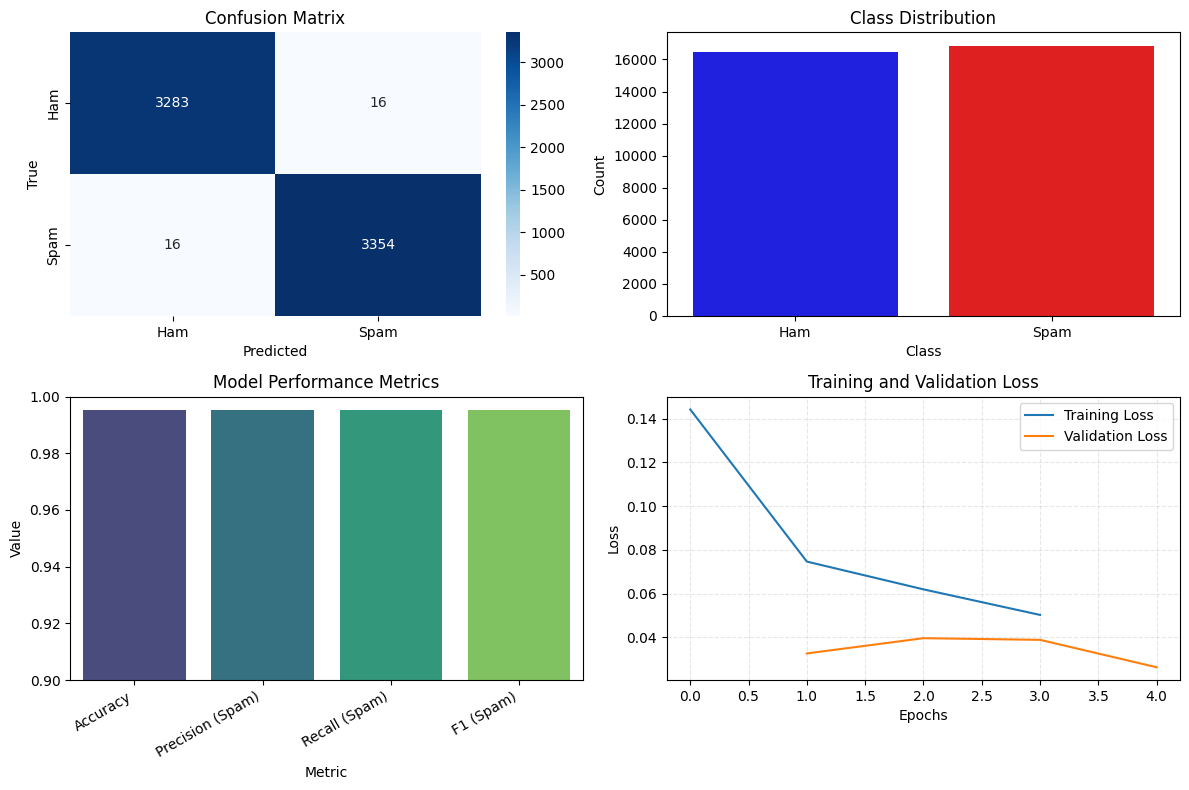 Confusion Matrix
Ham
Spam
True
3283
16
16
3354
Ham
Spam
Predicted
3000
2500
2000
1500
1000
500
Class Distribution
Count
16000
14000
12000
10000
8000
6000
4000
2000
0
Ham
Spam
Class
Model Performance Metrics
Value
1.00
0.98
0.96
0.94
0.92
0.90
Accuracy
Precision (Spam)
Recall (Spam)
F1 (Spam)
Metric
Training and Validation Loss
Training Loss
Validation Loss
Loss
0.14
0.12
0.10
0.08
0.06
0.04
0.0
0.5
1.0
1.5
2.0
2.5
3.0
3.5
4.0
Epochs